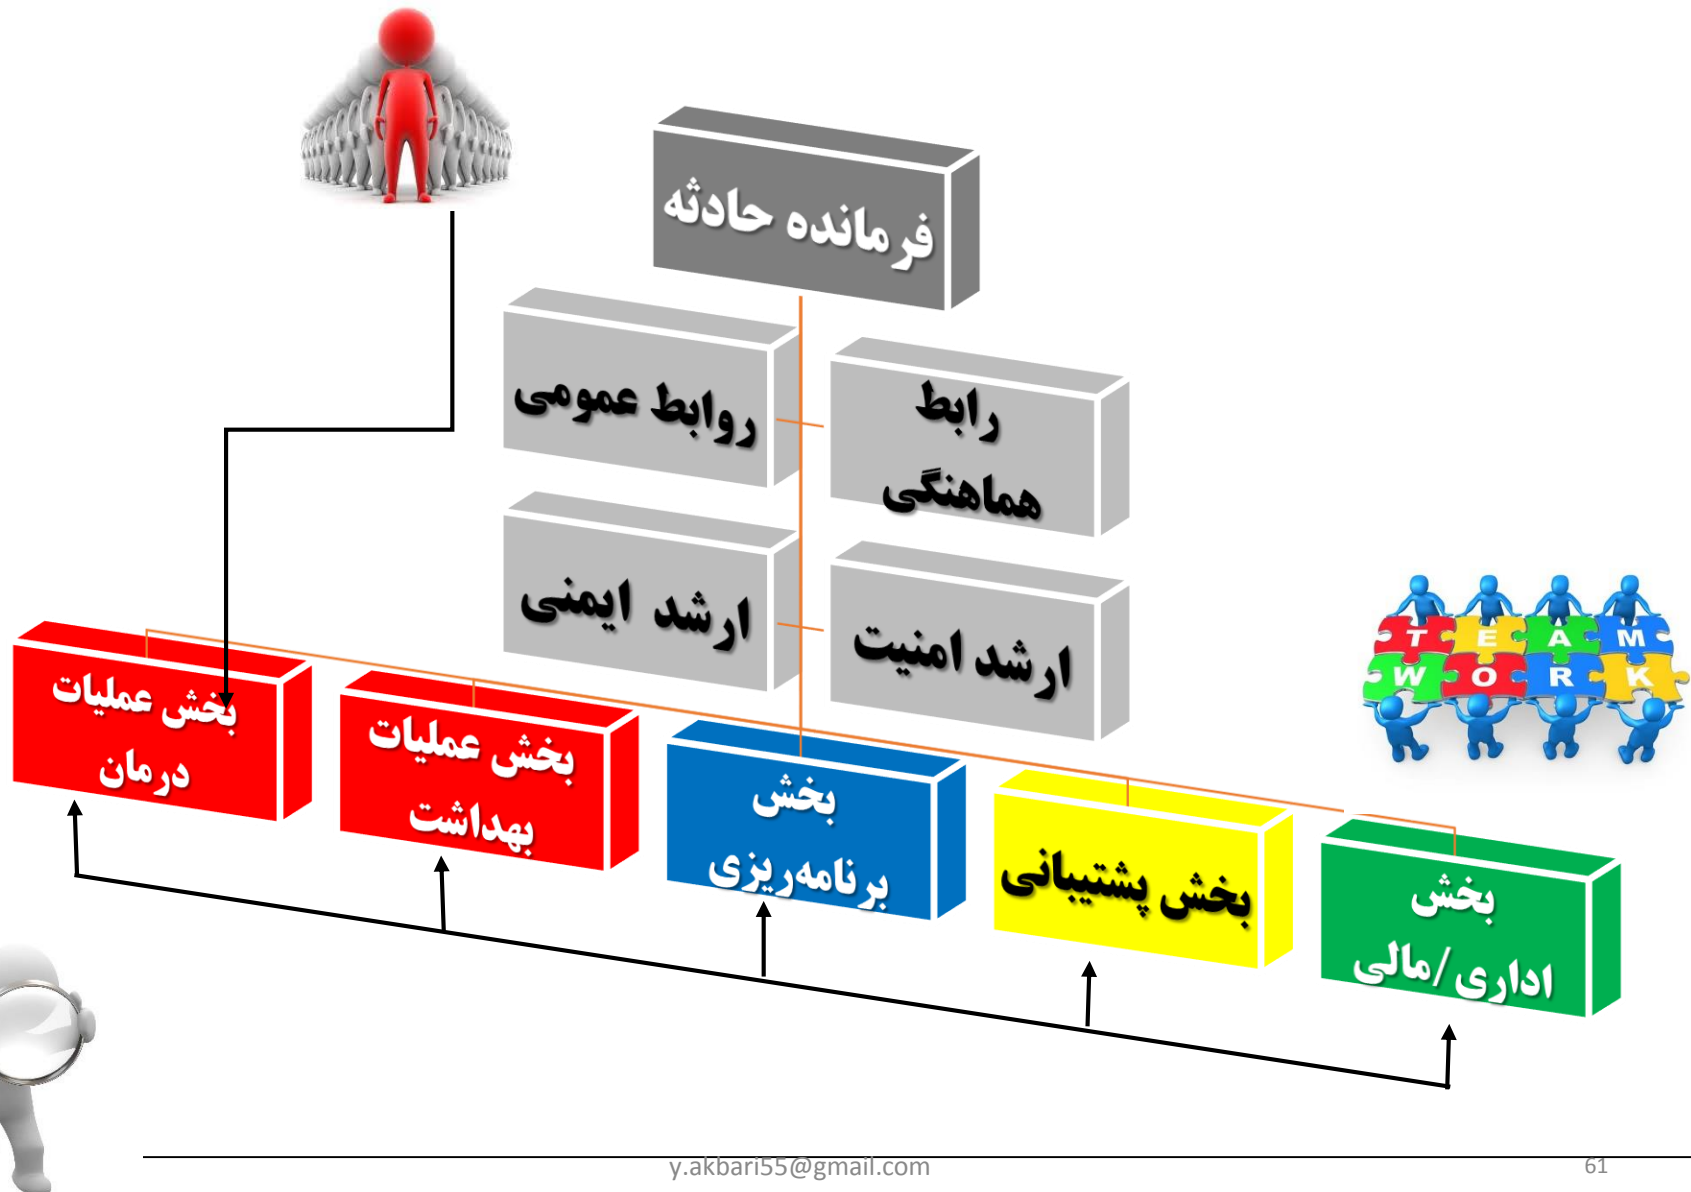 فرمانده حادثه
رابط
هماهنگی
روابط عمومی
ارشد امنیت
ارشد ایمنی
بخش عملیات
درمان
بخش عملیات
بهداشت
بخش
برنامه‌ریزی
بخش پشتیبانی
بخش
اداری/مالی
TEAM
WORK
y.akbari55@gmail.com
61